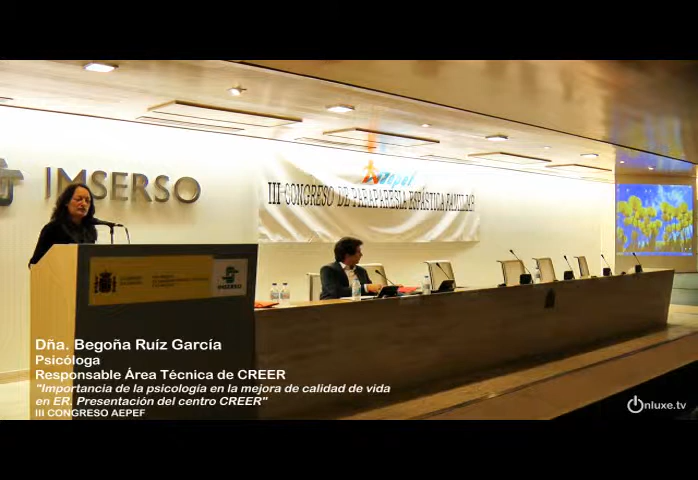 IMSERSO
aepef
III CONGRESO DE PARAPARESIA ESPÁSTICA FAMILIAR
IMSERSO
Dña. Begoña Ruíz García
Psicóloga
Responsable Área Técnica de CREER
"Importancia de la psicología en la mejora de calidad de vida
en ER. Presentación del centro CREER"
III CONGRESO AEPEF
Onluxe.tv